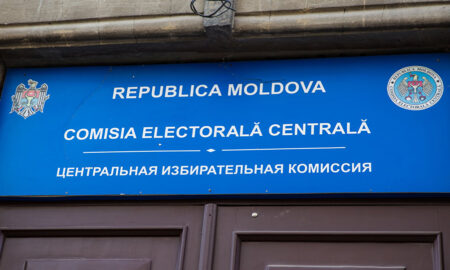 REPUBLICA MOLDOVA
COMISIA ELECTORALĂ CENTRALĂ
ЦЕНТРАЛЬНАЯ ИЗБИРАТЕЛЬНАЯ КОМИССИЯ